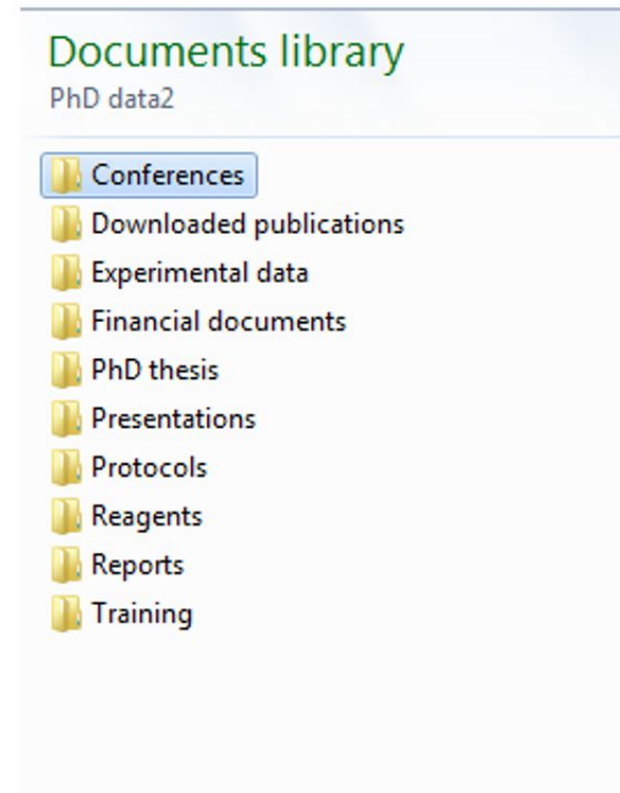 Documents library
PhD data2
Conferences
Downloaded publications
Experimental data
Financial documents
PhD thesis
Presentations
Protocols
Reagents
Reports
Training